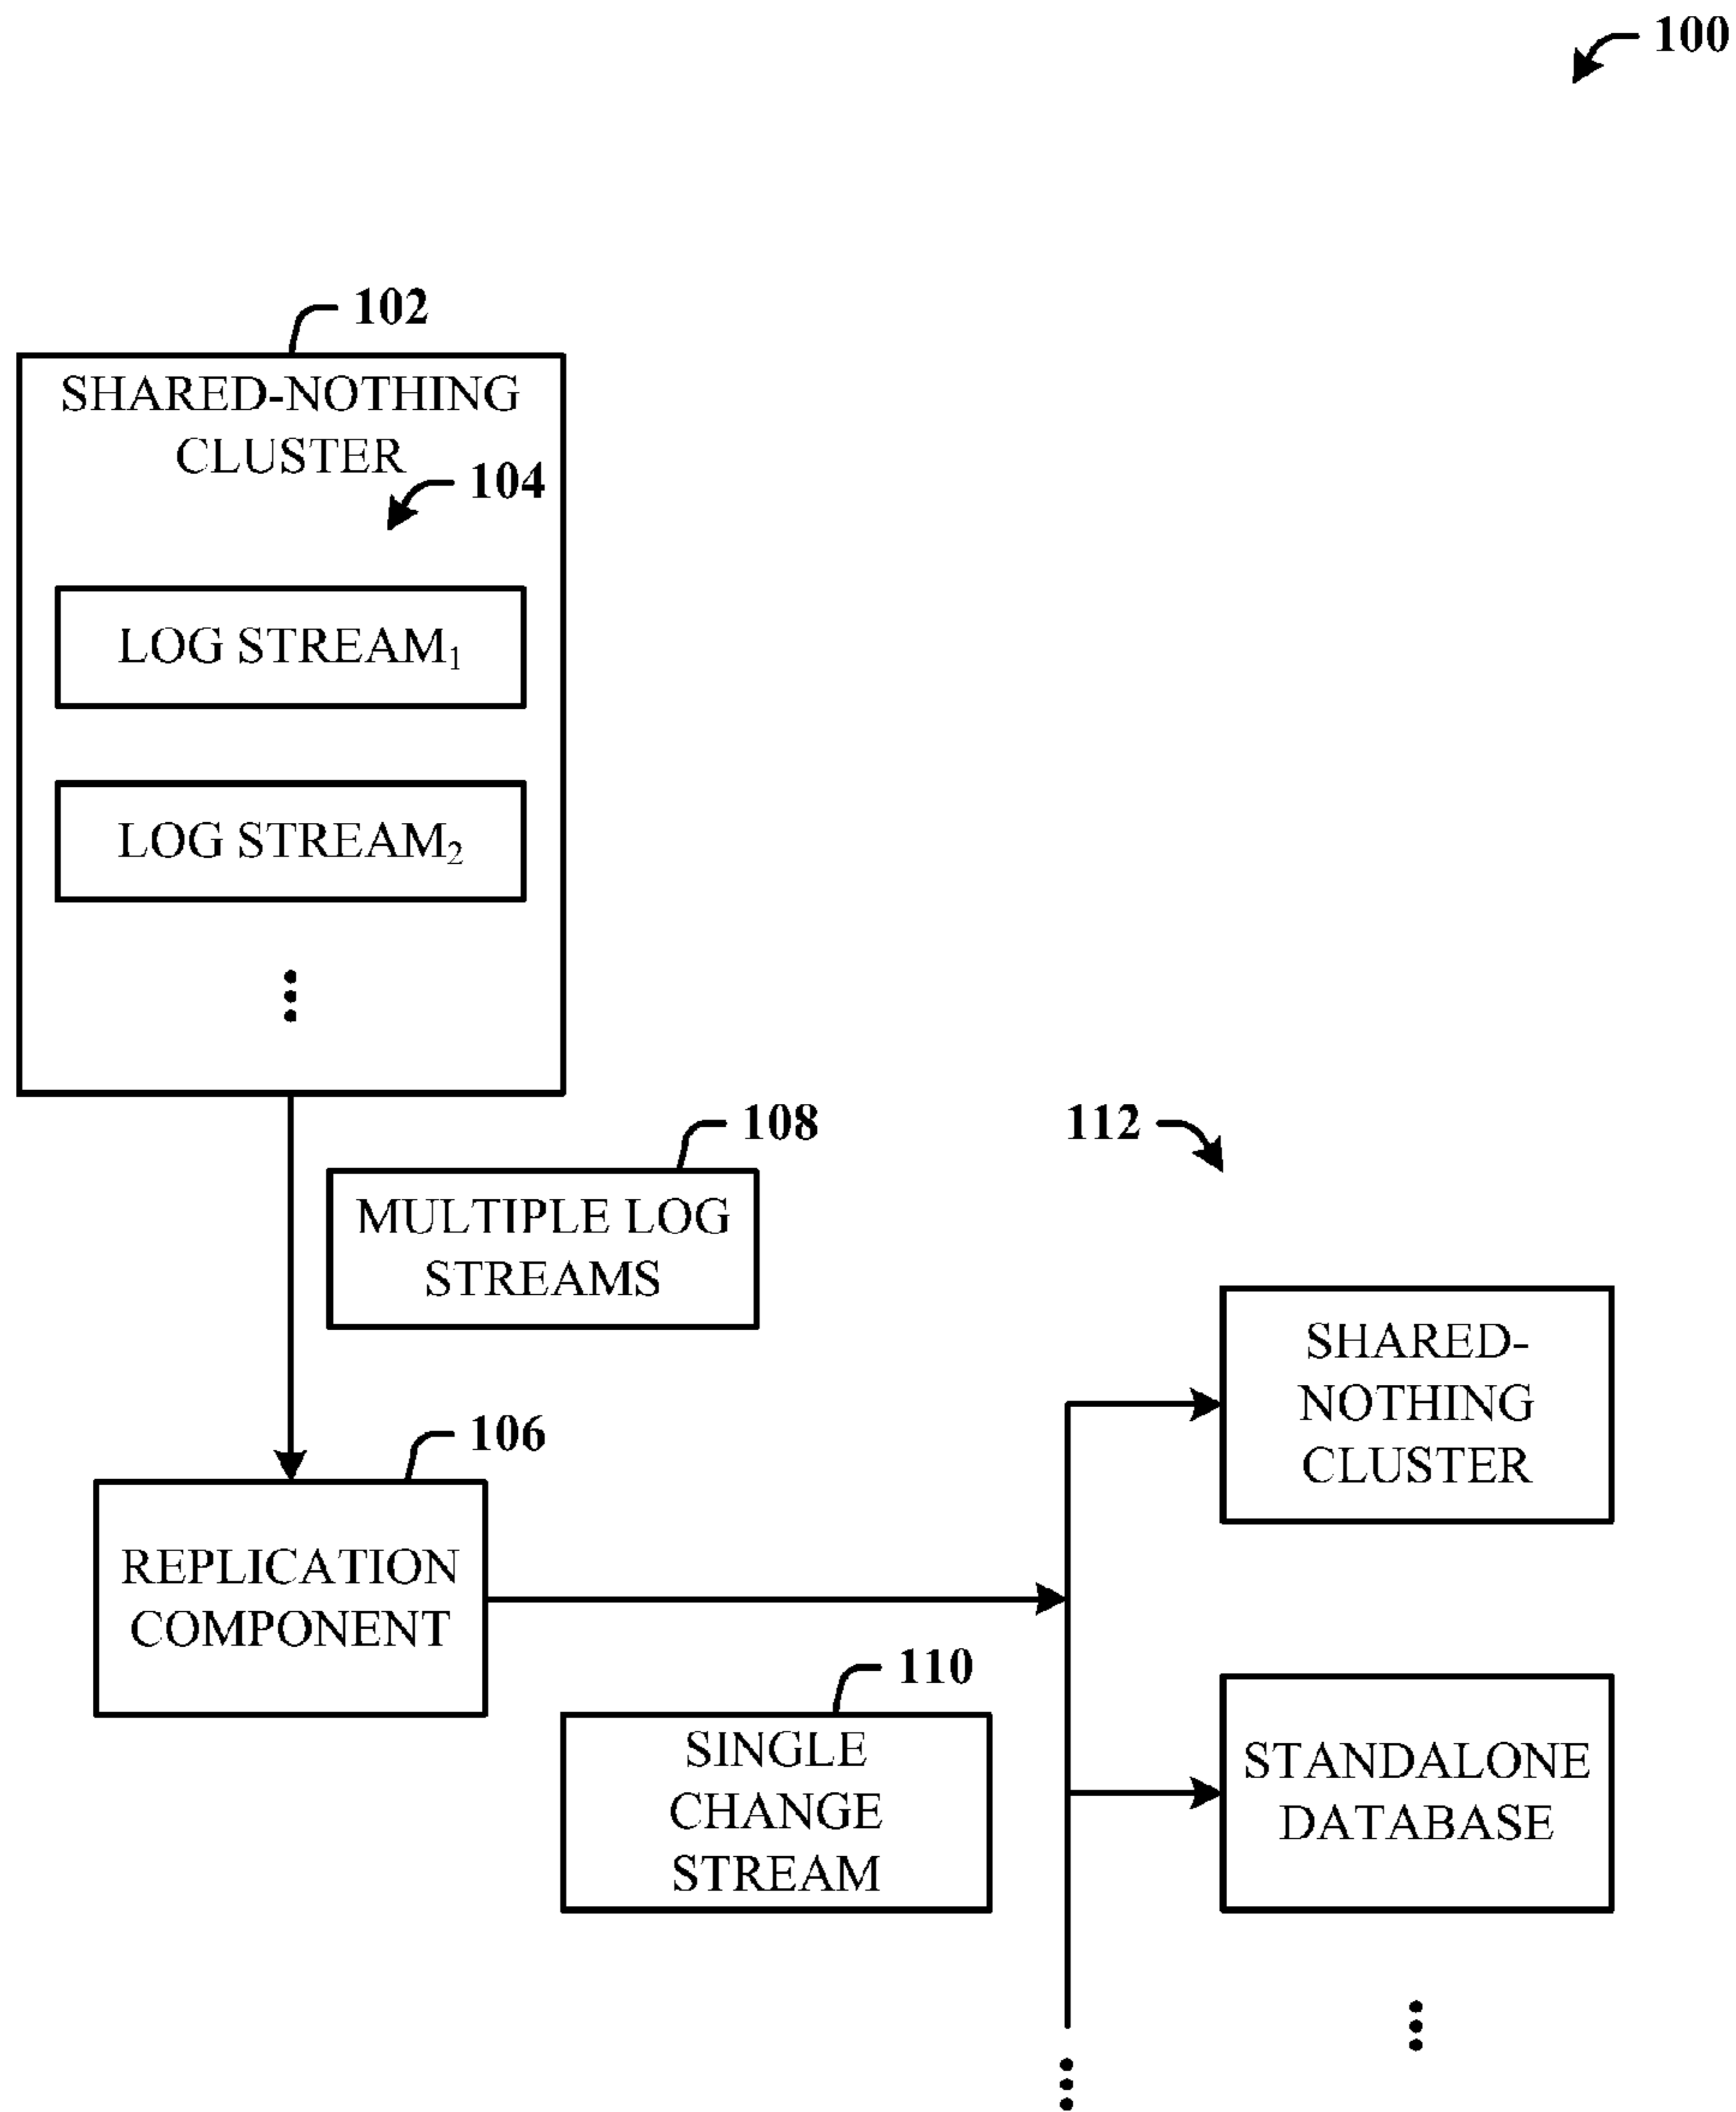 100
102
SHARED-NOTHING
CLUSTER
104
LOG STREAM1
LOG STREAM2
108
MULTIPLE LOG
STREAMS
112
SHARED-
NOTHING
CLUSTER
106
REPLICATION
COMPONENT
110
SINGLE
CHANGE
STREAM
STANDALONE
DATABASE